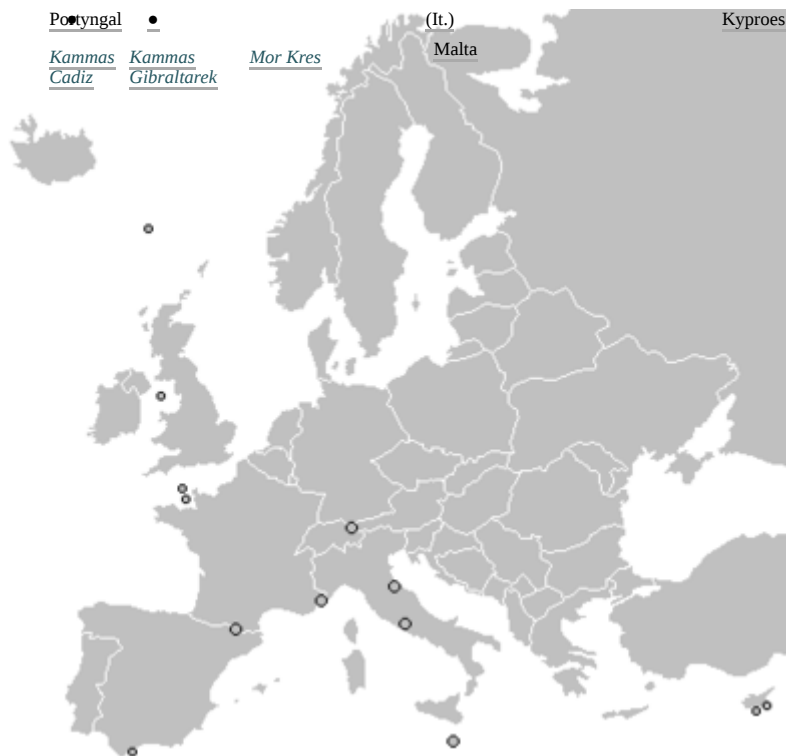 Portyngal • (It.) Kyproes
Malta
Kammas Kammas Mor Kres
Cadiz Gibraltarek